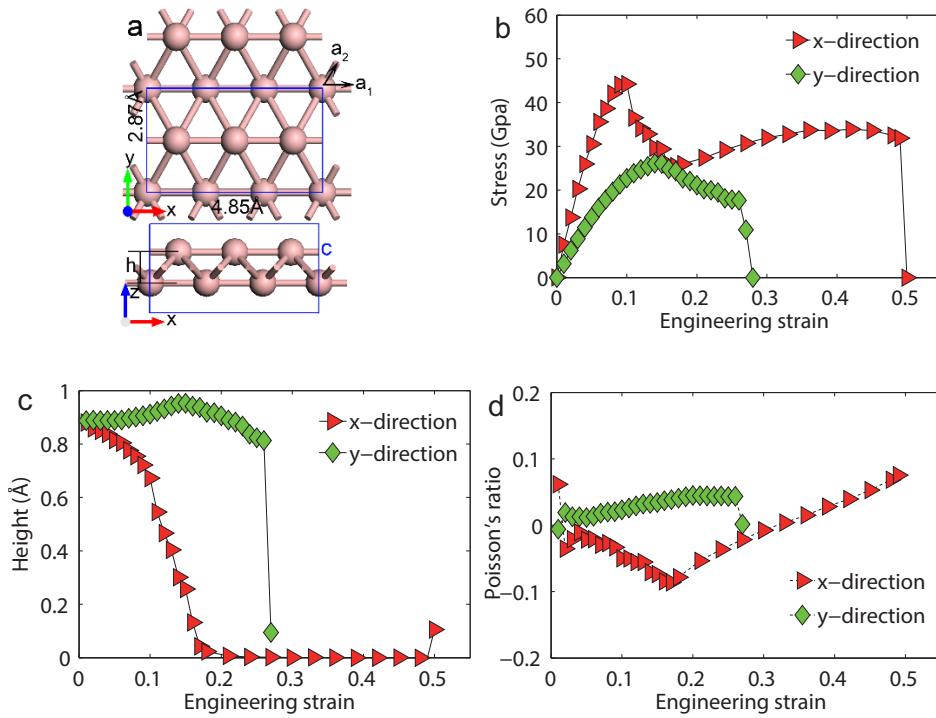 a
a2
a1
2.87Å
y
x
4.85Å
c
h
z
x
b
60
50
40
30
20
10
0
Stress (Gpa)
x−direction
y−direction
0 0.1 0.2 0.3 0.4 0.5
Engineering strain
c
1
0.8
0.6
0.4
0.2
0
Height (Å)
x−direction
y−direction
0 0.1 0.2 0.3 0.4 0.5
Engineering strain
d
0.2
0.1
0
−0.1
−0.2
Poisson's ratio
x−direction
y−direction
0 0.1 0.2 0.3 0.4 0.5
Engineering strain